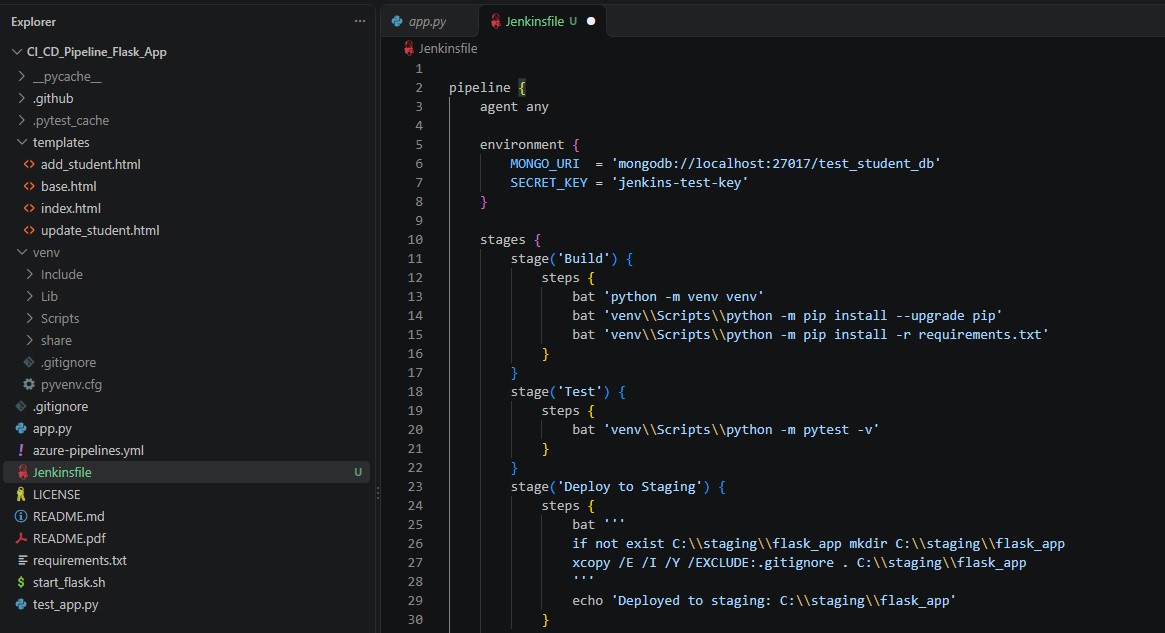 Explorer
CI_CD_Pipeline_Flask_App
__pycache__
.github
.pytest_cache
templates
add_student.html
base.html
index.html
update_student.html
venv
Include
Lib
Scripts
share
.gitignore
pyvenv.cfg
.gitignore
app.py
azure-pipelines.yml
Jenkinsfile U
LICENSE
README.md
README.pdf
requirements.txt
start_flask.sh
test_app.py
app.py Jenkinsfile U
Jenkinsfile
1
2 pipeline {
3     agent any
4
5     environment {
6         MONGO_URI  = 'mongodb://localhost:27017/test_student_db'
7         SECRET_KEY = 'jenkins-test-key'
8     }
9
10     stages {
11         stage('Build') {
12             steps {
13                 bat 'python -m venv venv'
14                 bat 'venv\\Scripts\\python -m pip install --upgrade pip'
15                 bat 'venv\\Scripts\\python -m pip install -r requirements.txt'
16             }
17         }
18         stage('Test') {
19             steps {
20                 bat 'venv\\Scripts\\python -m pytest -v'
21             }
22         }
23         stage('Deploy to Staging') {
24             steps {
25                 bat '''
26                 if not exist C:\\staging\\flask_app mkdir C:\\staging\\flask_app
27                 xcopy /E /I /Y /EXCLUDE:.gitignore . C:\\staging\\flask_app
28                 '''
29                 echo 'Deployed to staging: C:\\staging\\flask_app'
30             }